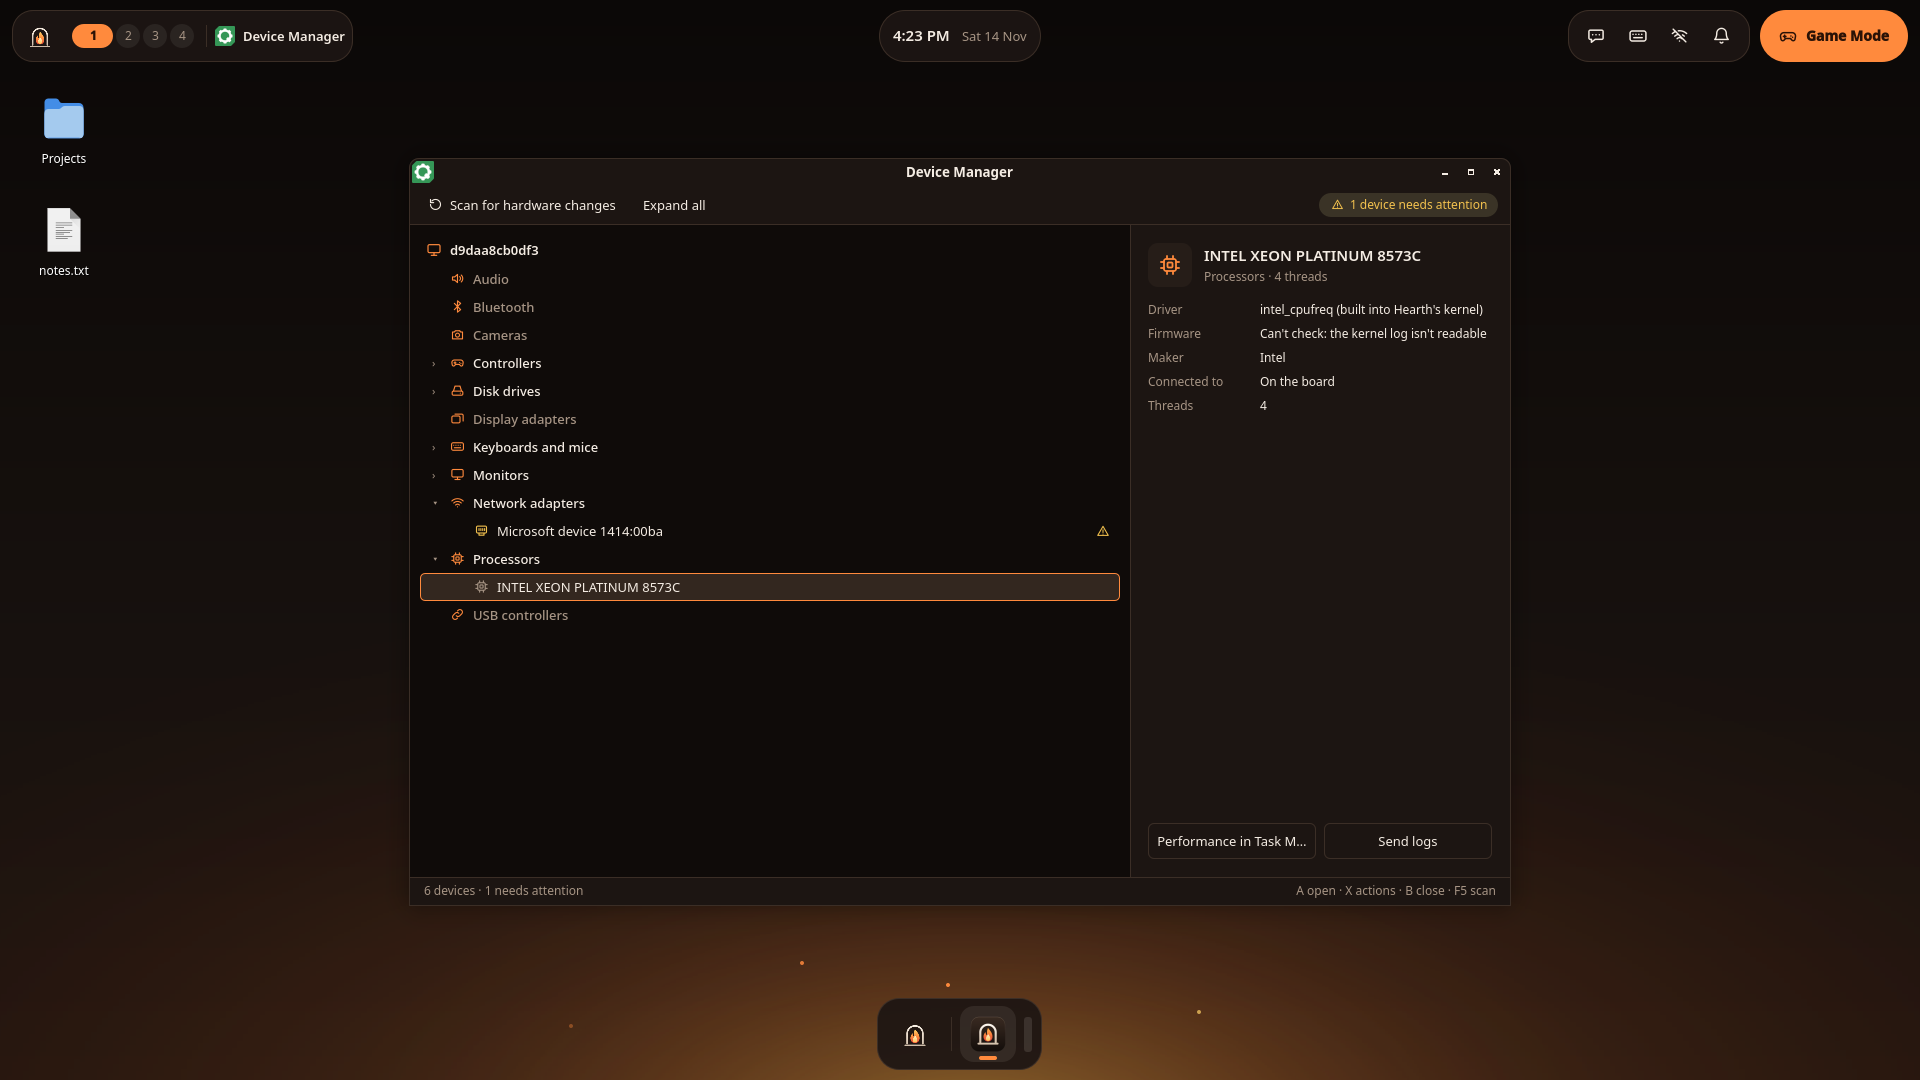 1 2 3 4 Device Manager
4:23 PM Sat 14 Nov
Game Mode
Projects
notes.txt
Device Manager
Scan for hardware changes Expand all
1 device needs attention
d9daa8cb0df3
Audio
Bluetooth
Cameras
Controllers
Disk drives
Display adapters
Keyboards and mice
Monitors
Network adapters
Microsoft device 1414:00ba
Processors
INTEL XEON PLATINUM 8573C
USB controllers
INTEL XEON PLATINUM 8573C
Processors · 4 threads
Driver intel_cpufreq (built into Hearth's kernel)
Firmware Can't check: the kernel log isn't readable
Maker Intel
Connected to On the board
Threads 4
Performance in Task M... Send logs
6 devices · 1 needs attention
A open · X actions · B close · F5 scan